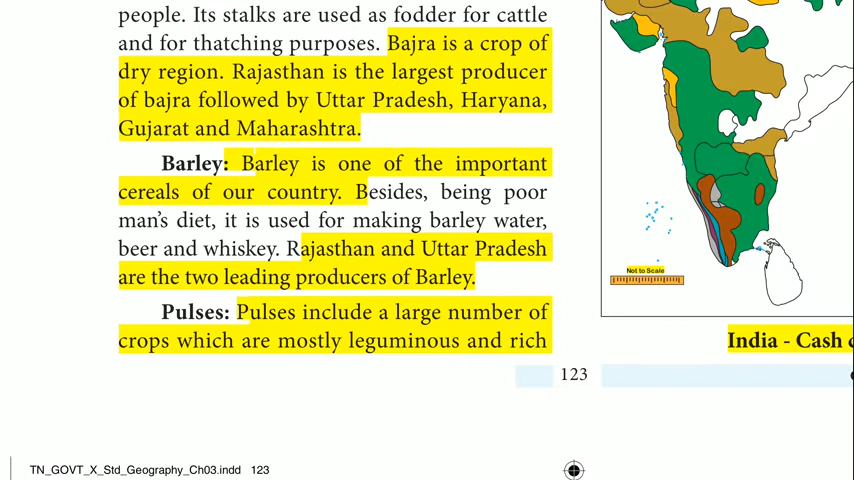 people. Its stalks are used as fodder for cattle
and for thatching purposes. Bajra is a crop of
dry region. Rajasthan is the largest producer
of bajra followed by Uttar Pradesh, Haryana,
Gujarat and Maharashtra.
Barley: Barley is one of the important
cereals of our country. Besides, being poor
man's diet, it is used for making barley water,
beer and whiskey. Rajasthan and Uttar Pradesh
are the two leading producers of Barley.
Pulses: Pulses include a large number of
crops which are mostly leguminous and rich
Not to Scale
India - Cash c
123
TN_GOVT_X_Std_Geography_Ch03.indd 123